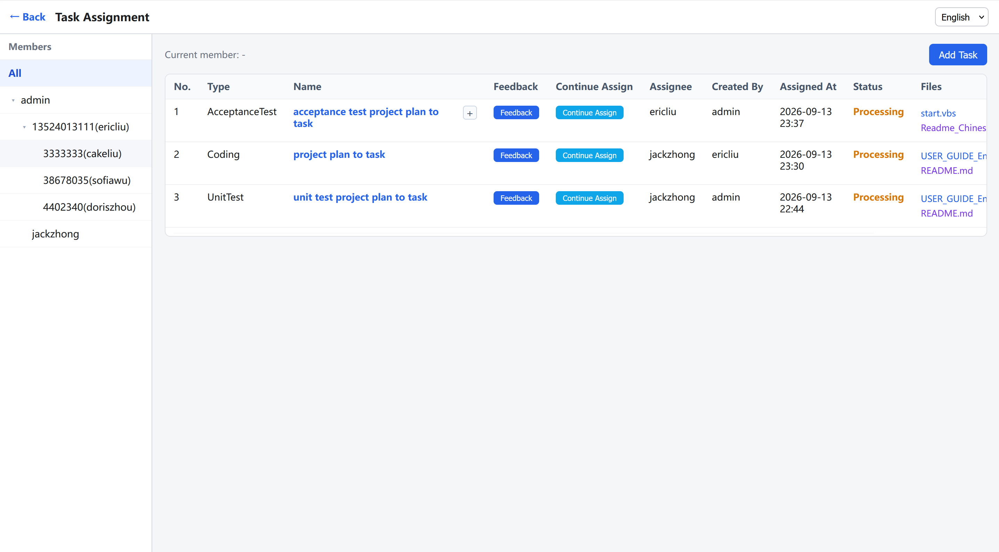 ← Back Task Assignment English
Members
All
admin
13524013111(ericliu)
3333333(cakeliu)
38678035(sofiawu)
4402340(doriszhou)
jackzhong
Current member: - Add Task
No. Type Name Feedback Continue Assign Assignee Created By Assigned At Status Files
1 AcceptanceTest acceptance test project plan to + Feedback Continue Assign ericliu admin 2026-09-13 Processing start.vbs
task 23:37 Readme_Chines
2 Coding project plan to task Feedback Continue Assign jackzhong ericliu 2026-09-13 Processing USER_GUIDE_En
23:30 README.md
3 UnitTest unit test project plan to task Feedback Continue Assign jackzhong admin 2026-09-13 Processing USER_GUIDE_En
22:44 README.md